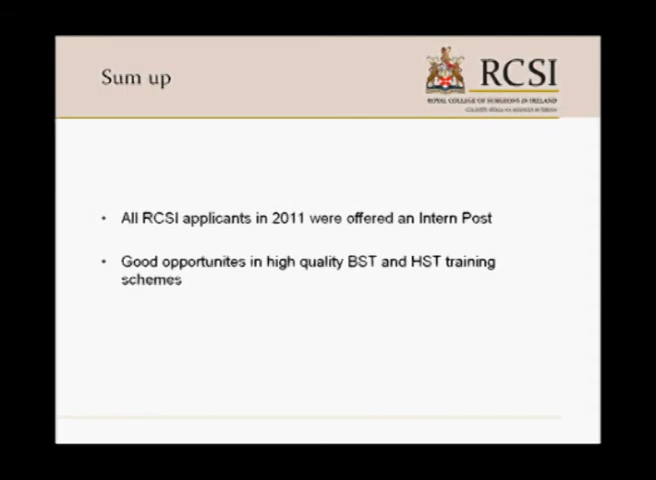 Sum up
RCSI
ROYAL COLLEGE OF SURGEONS IN IRELAND
• All RCSI applicants in 2011 were offered an Intern Post
• Good opportunites in high quality BST and HST training
schemes